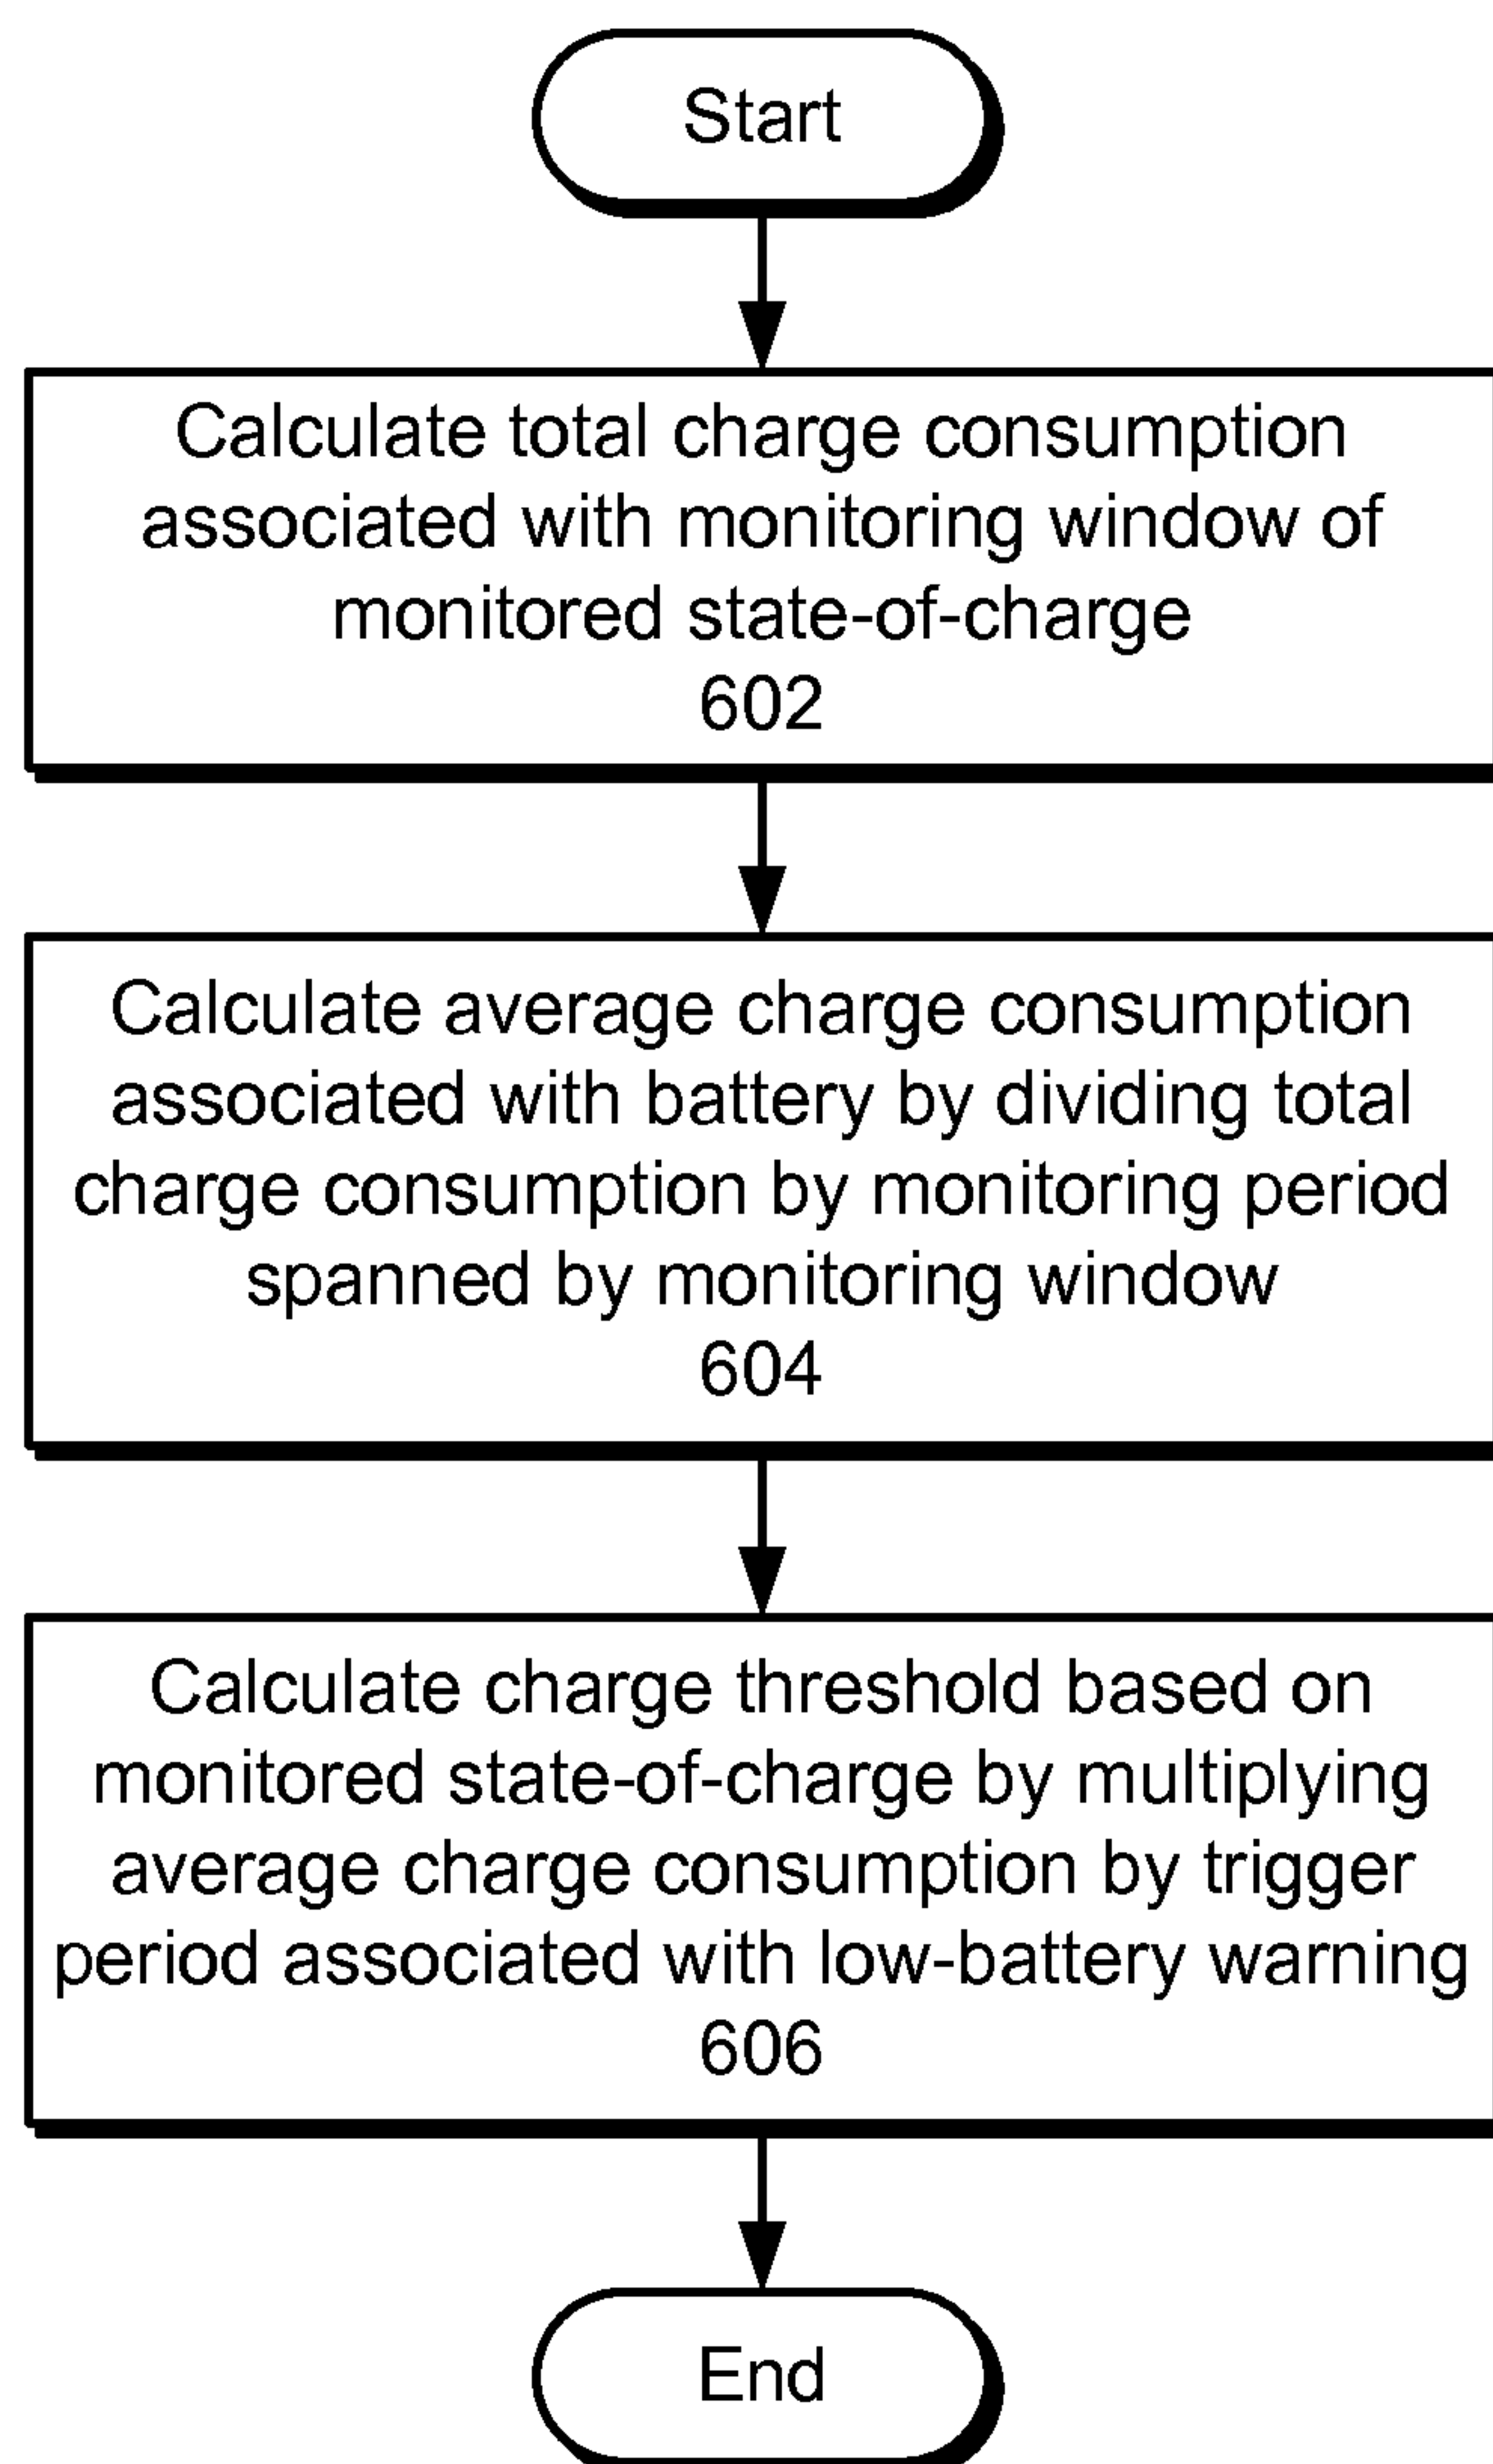 Start
Calculate total charge consumption
associated with monitoring window of
monitored state-of-charge
602
Calculate average charge consumption
associated with battery by dividing total
charge consumption by monitoring period
spanned by monitoring window
604
Calculate charge threshold based on
monitored state-of-charge by multiplying
average charge consumption by trigger
period associated with low-battery warning
606
End